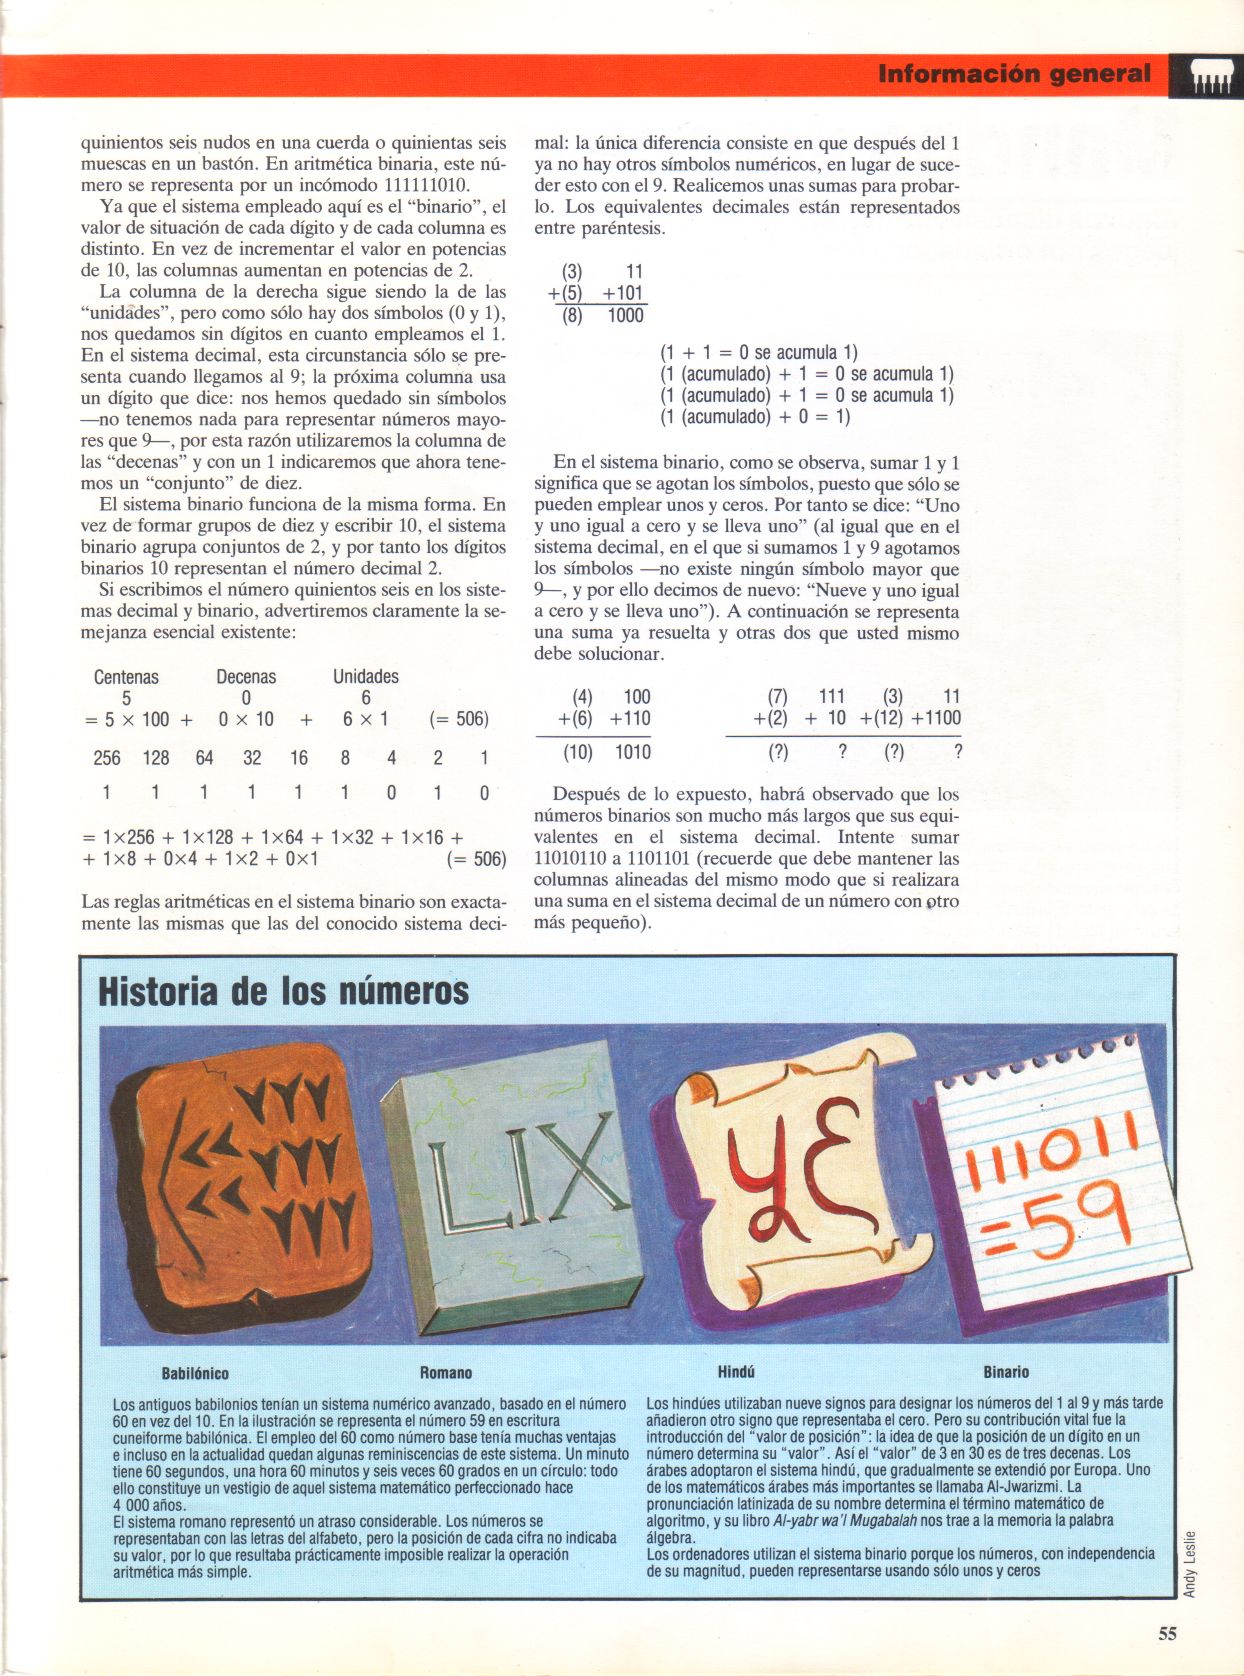 Información general
quinientos seis nudos en una cuerda o quinientas seis
muescas en un bastón. En aritmética binaria, este nú-
mero se representa por un incómodo 111111010.
Ya que el sistema empleado aquí es el “binario”, el
valor de situación de cada dígito y de cada columna es
distinto. En vez de incrementar el valor en potencias
de 10, las columnas aumentan en potencias de 2.
La columna de la derecha sigue siendo la de las
“unidades”, pero como sólo hay dos símbolos (0 y 1),
nos quedamos sin dígitos en cuanto empleamos el 1.
En el sistema decimal, esta circunstancia sólo se pre-
senta cuando llegamos al 9; la próxima columna usa
un dígito que dice: nos hemos quedado sin símbolos
—no tenemos nada para representar números mayo-
res que 9—, por esta razón utilizaremos la columna de
las “decenas” y con un 1 indicaremos que ahora tene-
mos un “conjunto” de diez.
El sistema binario funciona de la misma forma. En
vez de formar grupos de diez y escribir 10, el sistema
binario agrupa conjuntos de 2, y por tanto los dígitos
binarios 10 representan el número decimal 2.
Si escribimos el número quinientos seis en los siste-
mas decimal y binario, advertiremos claramente la se-
mejanza esencial existente:
Centenas Decenas Unidades
5 0 6
= 5 × 100 + 0 × 10 + 6 × 1 (= 506)
256 128 64 32 16 8 4 2 1
1 1 1 1 1 1 0 1 0
= 1×256 + 1×128 + 1×64 + 1×32 + 1×16 +
+ 1×8 + 0×4 + 1×2 + 0×1 (= 506)
Las reglas aritméticas en el sistema binario son exacta-
mente las mismas que las del conocido sistema deci-
mal: la única diferencia consiste en que después del 1
ya no hay otros símbolos numéricos, en lugar de suce-
der esto con el 9. Realicemos unas sumas para probar-
lo. Los equivalentes decimales están representados
entre paréntesis.
(3) 11
+(5) +101
(8) 1000
(1 + 1 = 0 se acumula 1)
(1 (acumulado) + 1 = 0 se acumula 1)
(1 (acumulado) + 1 = 0 se acumula 1)
(1 (acumulado) + 0 = 1)
En el sistema binario, como se observa, sumar 1 y 1
significa que se agotan los símbolos, puesto que sólo se
pueden emplear unos y ceros. Por tanto se dice: “Uno
y uno igual a cero y se lleva uno” (al igual que en el
sistema decimal, en el que si sumamos 1 y 9 agotamos
los símbolos —no existe ningún símbolo mayor que
9—, y por ello decimos de nuevo: “Nueve y uno igual
a cero y se lleva uno”). A continuación se representa
una suma ya resuelta y otras dos que usted mismo
debe solucionar.
(4) 100 (7) 111 (3) 11
+(6) +110 +(2) + 10 +(12) +1100
(10) 1010 (?) ? (?) ?
Después de lo expuesto, habrá observado que los
números binarios son mucho más largos que sus equi-
valentes en el sistema decimal. Intente sumar
11010110 a 1101101 (recuerde que debe mantener las
columnas alineadas del mismo modo que si realizara
una suma en el sistema decimal de un número con otro
más pequeño).
Historia de los números
LIX
111011
=59
Babilónico Romano Hindú Binario
Los antiguos babilonios tenían un sistema numérico avanzado, basado en el número
60 en vez del 10. En la ilustración se representa el número 59 en escritura
cuneiforme babilónica. El empleo del 60 como número base tenía muchas ventajas
e incluso en la actualidad quedan algunas reminiscencias de este sistema. Un minuto
tiene 60 segundos, una hora 60 minutos y seis veces 60 grados en un círculo: todo
ello constituye un vestigio de aquel sistema matemático perfeccionado hace
4 000 años.
El sistema romano representó un atraso considerable. Los números se
representaban con las letras del alfabeto, pero la posición de cada cifra no indicaba
su valor, por lo que resultaba prácticamente imposible realizar la operación
aritmética más simple.
Los hindúes utilizaban nueve signos para designar los números del 1 al 9 y más tarde
añadieron otro signo que representaba el cero. Pero su contribución vital fue la
introducción del “valor de posición”: la idea de que la posición de un dígito en un
número determina su “valor”. Así el “valor” de 3 en 30 es de tres decenas. Los
árabes adoptaron el sistema hindú, que gradualmente se extendió por Europa. Uno
de los matemáticos árabes más importantes se llamaba Al-Jwarizmi. La
pronunciación latinizada de su nombre determina el término matemático de
algoritmo, y su libro Al-yabr wa’l Mugabalah nos trae a la memoria la palabra
álgebra.
Los ordenadores utilizan el sistema binario porque los números, con independencia
de su magnitud, pueden representarse usando sólo unos y ceros
Andy Leslie
55